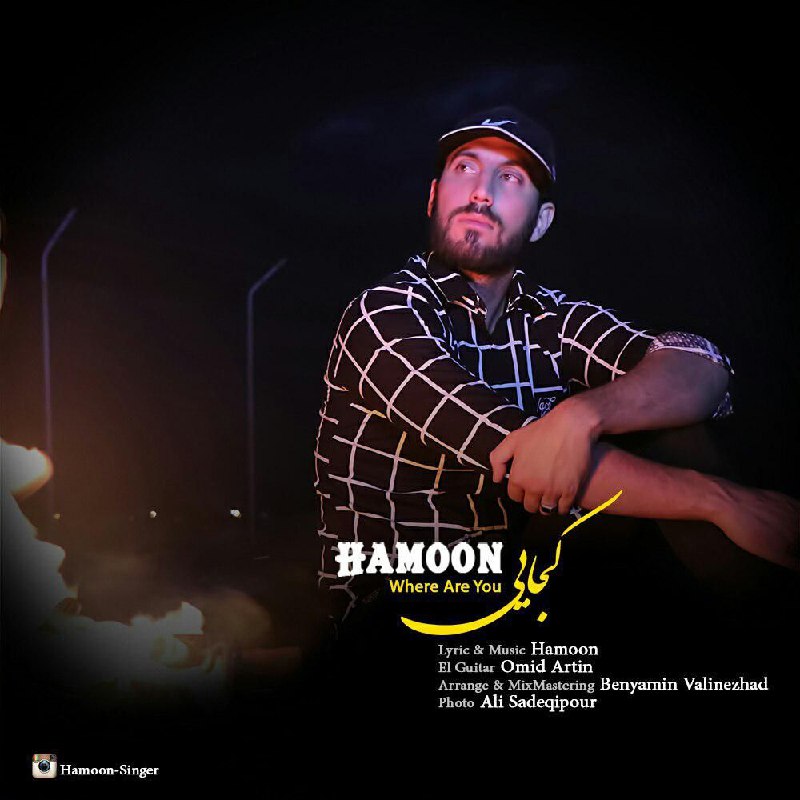 HAMOON
Where Are You
کجایی
Lyric & Music Hamoon
El Guitar Omid Artin
Arrange & MixMastering Benyamin Valinezhad
Photo Ali Sadeqipour
Hamoon-Singer